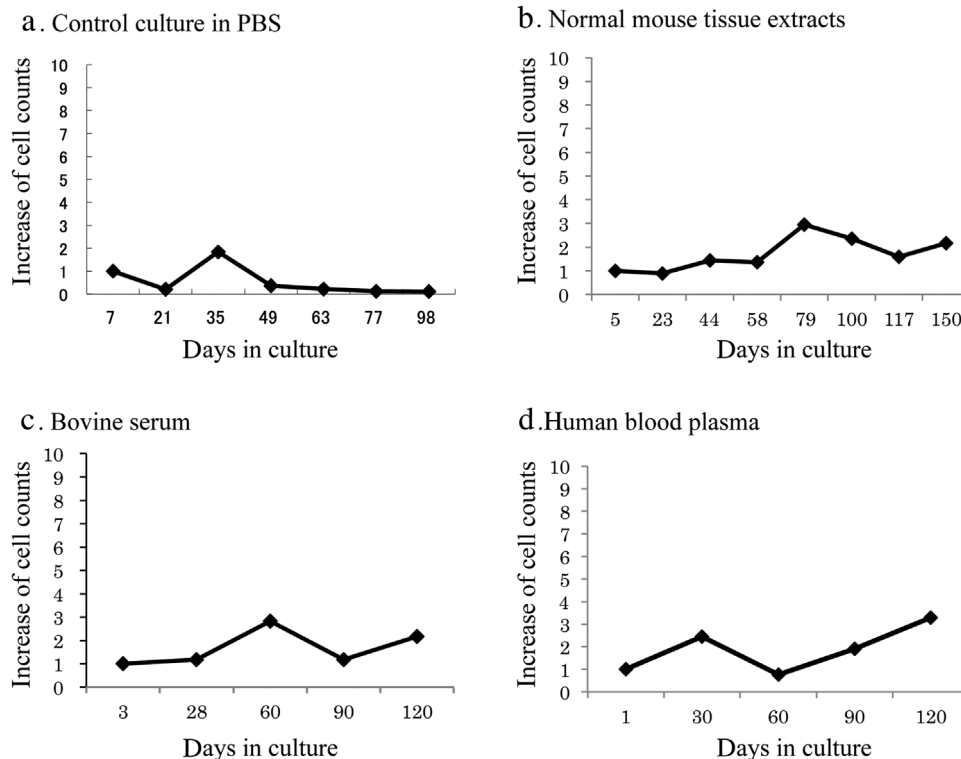 a. Control culture in PBS
Increase of cell counts
10
9
8
7
6
5
4
3
2
1
0
7 21 35 49 63 77 98
Days in culture
b. Normal mouse tissue extracts
Increase of cell counts
10
9
8
7
6
5
4
3
2
1
0
5 23 44 58 79 100 117 150
Days in culture
c. Bovine serum
Increase of cell counts
10
9
8
7
6
5
4
3
2
1
0
3 28 60 90 120
Days in culture
d.Human blood plasma
Increase of cell counts
10
9
8
7
6
5
4
3
2
1
0
1 30 60 90 120
Days in culture